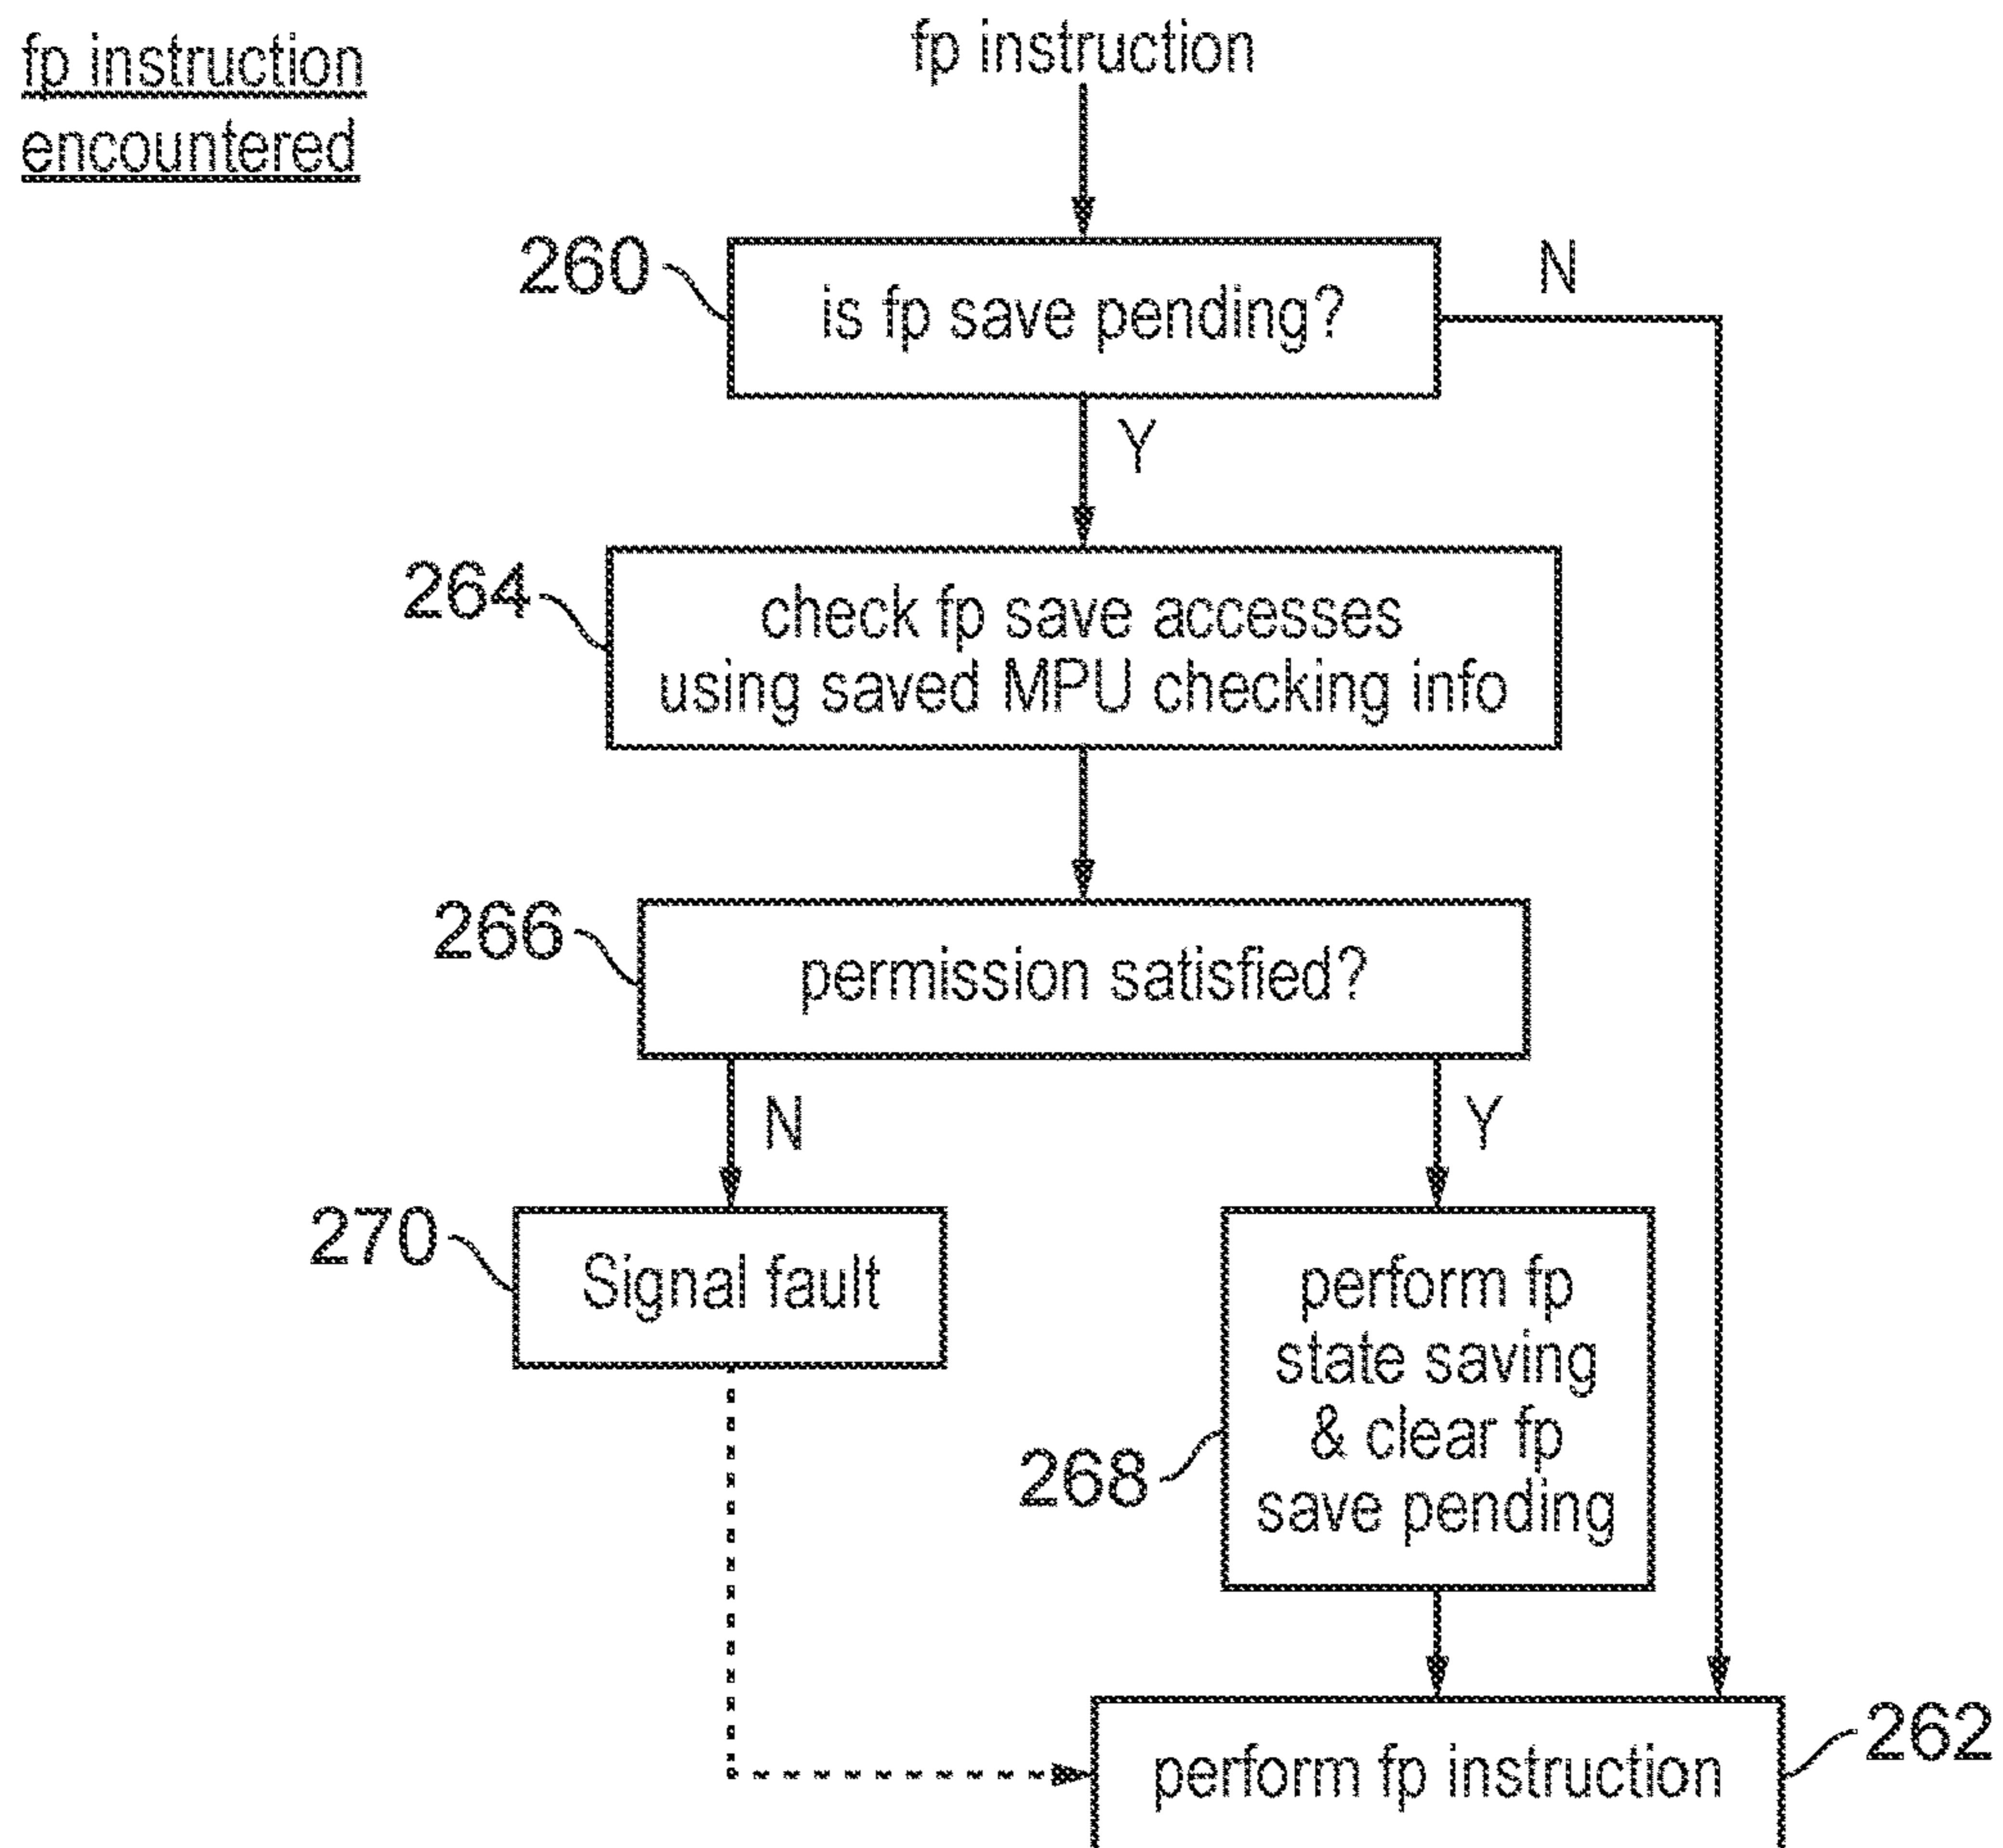 fp instruction
encountered
fp instruction
260
is fp save pending?
N
Y
264
check fp save accesses
using saved MPU checking info
266
permission satisfied?
N
Y
270
Signal fault
268
perform fp
state saving
& clear fp
save pending
perform fp instruction
262